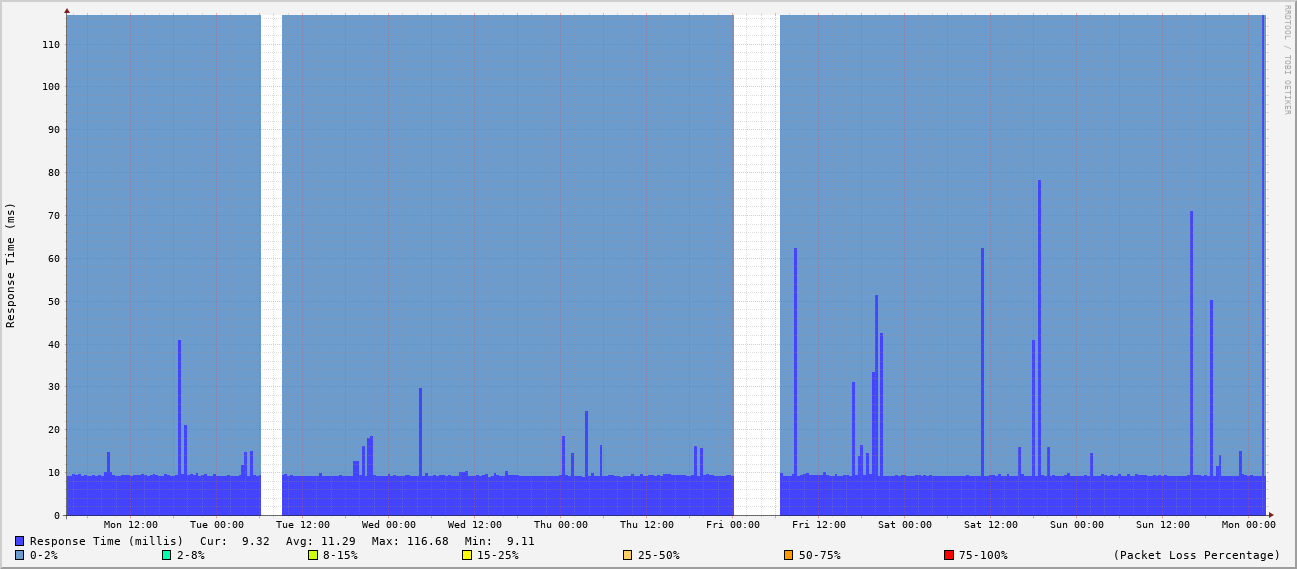 RRDTOOL / TOBI OETIKER
Response Time (ms)
110
100
90
80
70
60
50
40
30
20
10
0
Mon 12:00 Tue 00:00 Tue 12:00 Wed 00:00 Wed 12:00 Thu 00:00 Thu 12:00 Fri 00:00 Fri 12:00 Sat 00:00 Sat 12:00 Sun 00:00 Sun 12:00 Mon 00:00
Response Time (millis) Cur: 9.32 Avg: 11.29 Max: 116.68 Min: 9.11
0-2% 2-8% 8-15% 15-25% 25-50% 50-75% 75-100% (Packet Loss Percentage)